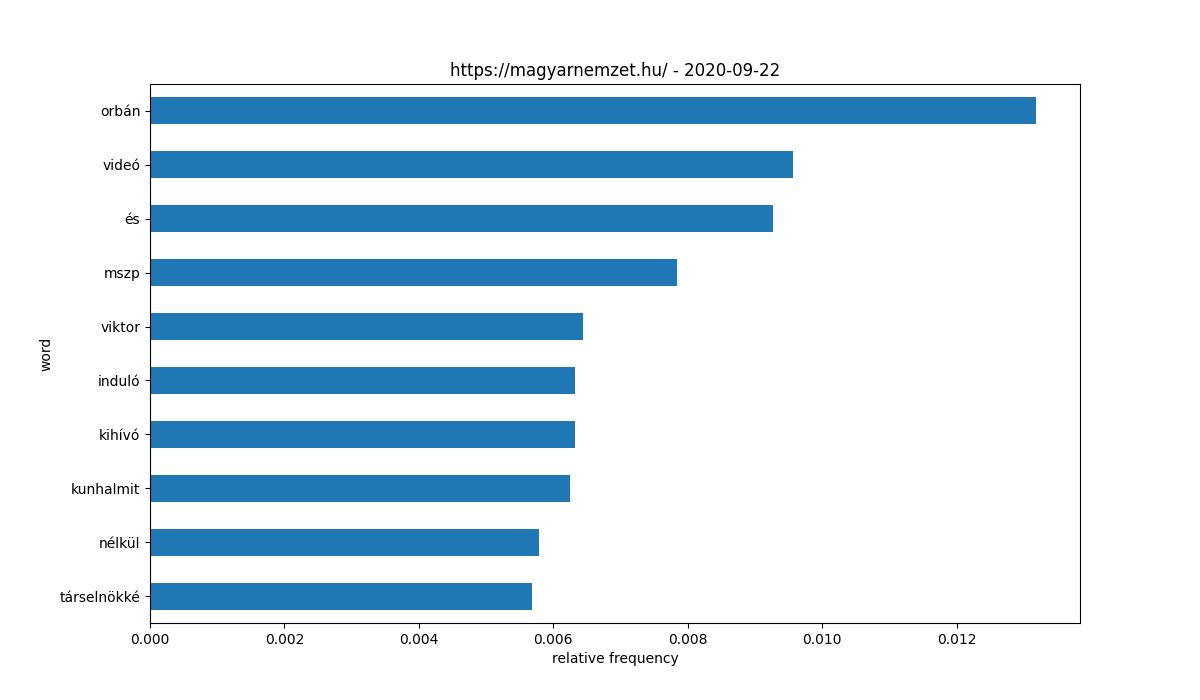 https://magyarnemzet.hu/ - 2020-09-22
orbán
videó
és
mszp
viktor
induló
kihívó
kunhalmit
nélkül
társelnökké
word
0.000 0.002 0.004 0.006 0.008 0.010 0.012
relative frequency